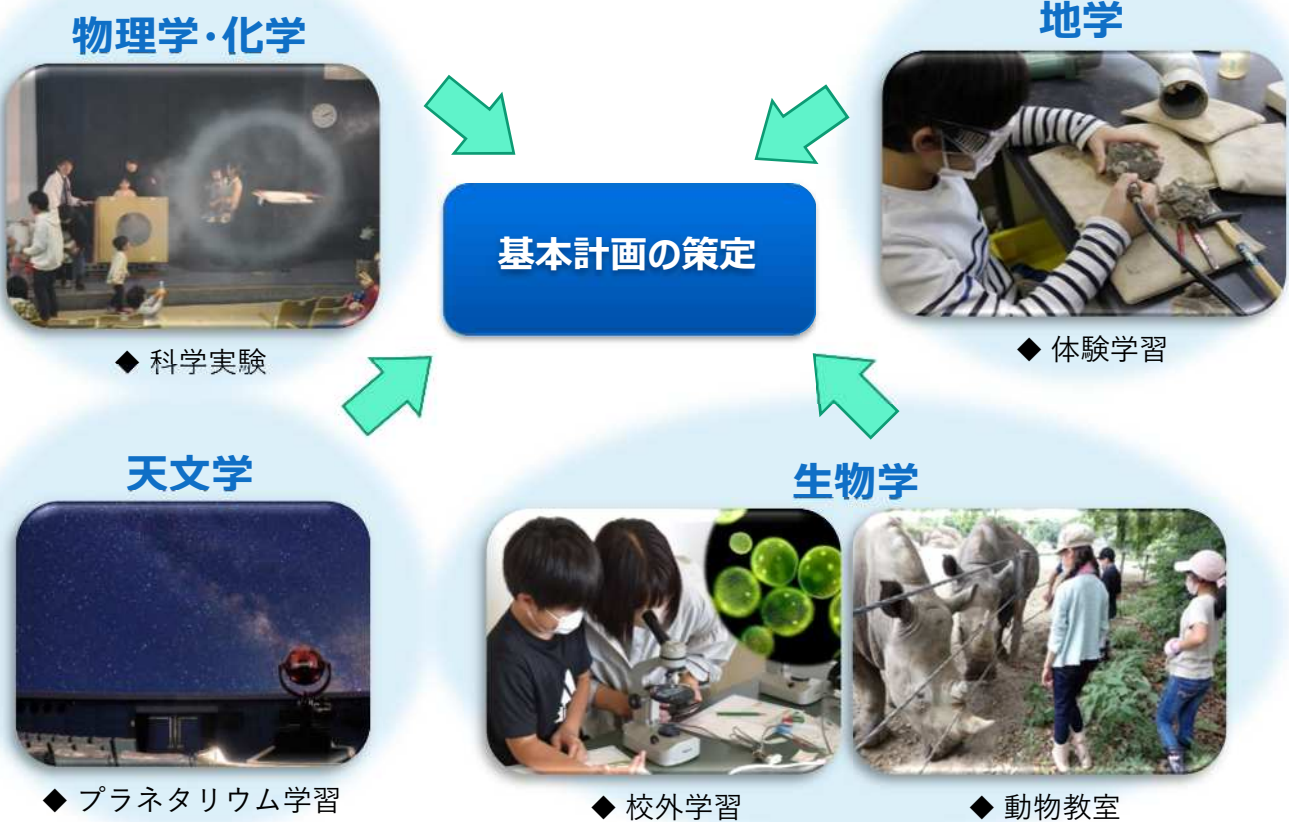 物理学・化学
地学
基本計画の策定
◆ 科学実験
◆ 体験学習
天文学
生物学
◆ プラネタリウム学習
◆ 校外学習
◆ 動物教室